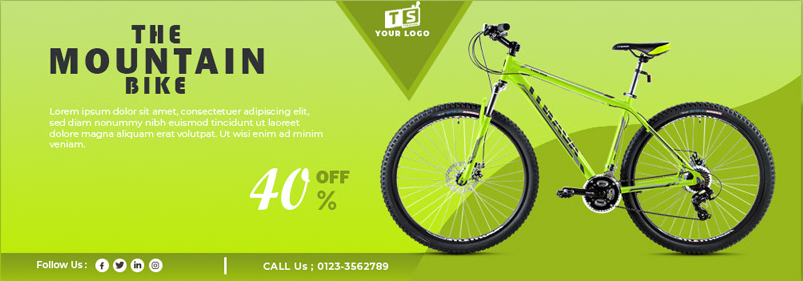 THE
MOUNTAIN
BIKE
Lorem ipsum dolor sit amet, consectetuer adipiscing elit,
sed diam nonummy nibh euismod tincidunt ut laoreet
dolore magna aliquam erat volutpat. Ut wisi enim ad minim
veniam.
40 OFF
%
TS
YOUR LOGO
Follow Us :
CALL Us ; 0123-3562789